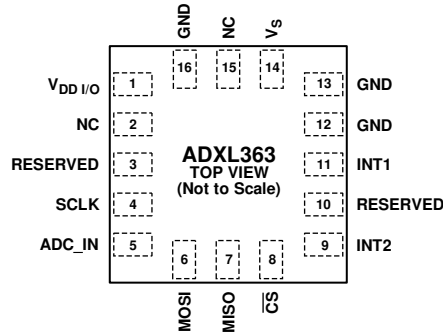 GND
NC
VS
16
15
14
VDD I/O
1
13
GND
NC
2
12
GND
RESERVED
3
11
INT1
SCLK
4
10
RESERVED
ADC_IN
5
9
INT2
ADXL363
TOP VIEW
(Not to Scale)
6
7
8
MOSI
MISO
C̅S̅